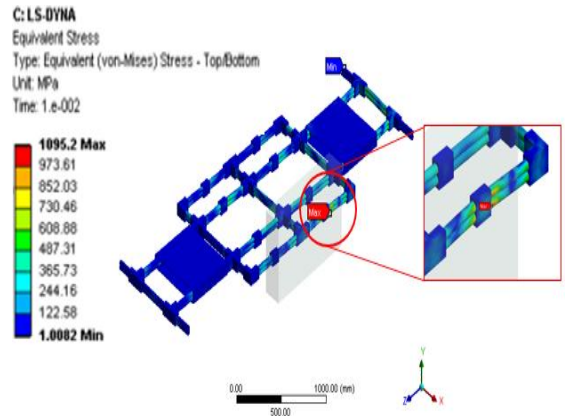 C: LS-DYNA
Equivalent Stress
Type: Equivalent (von-Mises) Stress - Top/Bottom
Unit: MPa
Time: 1.e-002
1095.2 Max
973.61
852.03
730.46
608.88
487.31
365.73
244.16
122.58
1.0082 Min
Min
Max
0.00
1000.00 (mm)
500.00
Y
Z
X